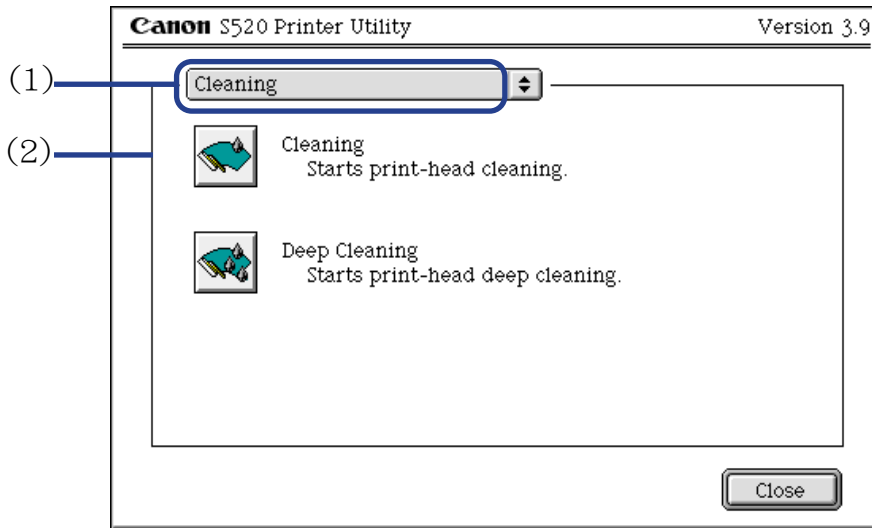 Canon S520 Printer Utility Version 3.9
(1) Cleaning
(2)
Cleaning
Starts print-head cleaning.
Deep Cleaning
Starts print-head deep cleaning.
Close